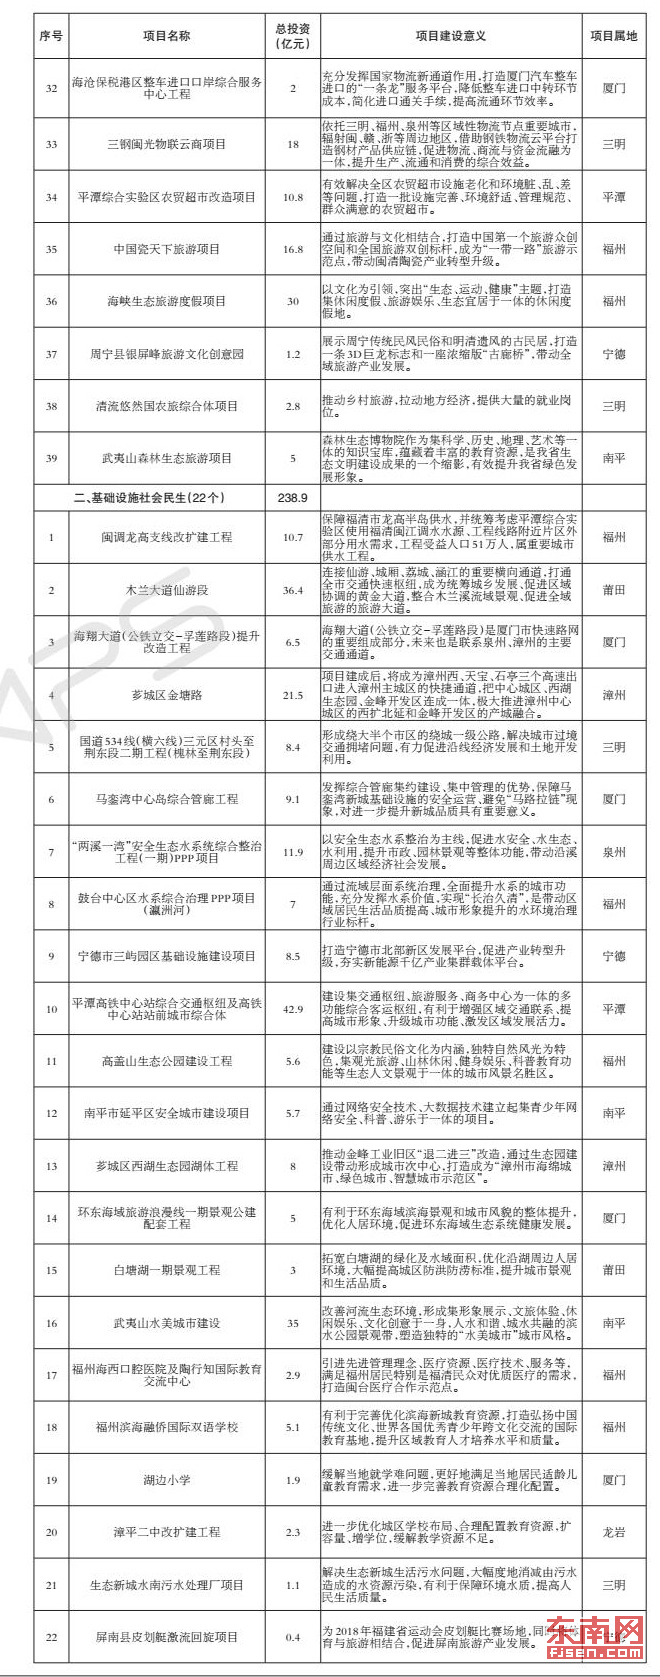 序号 项目名称 总投资(亿元) 项目建设意义 项目属地
32 海沧保税港区整车进口口岸综合服务中心工程 2 充分发挥国家物流新通道作用,打造厦门汽车整车进口的“一条龙”服务平台,降低整车进口中转环节成本,简化进口通关手续,提高流通环节效率。 厦门
33 三钢闽光物联云商项目 18 依托三明、福州、泉州等区域性物流节点重要城市,辐射闽、赣、浙等周边地区,借助钢铁物流云平台打造钢材产品供应链,促进物流、商流与资金流融为一体,提升生产、流通和消费的综合效益。 三明
34 平潭综合实验区农贸超市改造项目 10.8 有效解决全区农贸超市设施老化和环境脏、乱、差等问题,打造一批设施完善、环境舒适、管理规范、群众满意的农贸超市。 平潭
35 中国瓷天下旅游项目 16.8 通过旅游与文化相结合,打造中国第一个旅游众创空间和全国旅游双创标杆,成为“一带一路”旅游示范点,带动闽清陶瓷产业转型升级。 福州
36 海峡生态旅游度假项目 30 以文化为引领,突出“生态、运动、健康”主题,打造集休闲度假、旅游娱乐、生态宜居于一体的休闲度假地。 福州
37 周宁县银屏峰旅游文化创意园 1.2 展示周宁传统民风民俗和明清遗风的古民居,打造一条3D巨龙标志和一座浓缩版“古廊桥”,带动全域旅游产业发展。 宁德
38 清流悠然国农旅综合体项目 2.8 推动乡村旅游,拉动地方经济,提供大量的就业岗位。 三明
39 武夷山森林生态旅游项目 5 森林生态博物院作为集科学、历史、地理、艺术等一体的知识宝库,蕴藏着丰富的教育资源,是我省生态文明建设成果的一个缩影,有效提升我省绿色发展形象。 南平
二、基础设施社会民生(22个) 238.9
1 闽调龙高支线改扩建工程 10.7 保障福清市龙高半岛供水,并统筹考虑平潭综合实验区使用福清闽江调水水源、工程线路附近片区外部分用水需求,工程受益人口51万人,属重要城市供水工程。 福州
2 木兰大道仙游段 36.4 连接仙游、城厢、荔城、涵江的重要横向通道,打通全市交通快速枢纽,成为统筹城乡发展、促进区域协调的黄金大道,整合木兰溪流域景观、促进全域旅游的旅游大道。 莆田
3 海翔大道(公铁立交-孚莲路段)提升改造工程 6.5 海翔大道(公铁立交-孚莲路段)是厦门市快速路网的重要组成部分,未来也是联系泉州、漳州的主要交通通道。 厦门
4 芗城区金塘路 21.5 项目建成后,将成为漳州西、天宝、石亭三个高速出口进入漳州主城区的快捷通道,把中心城区、西湖生态园、金峰开发区连成一体,极大推进漳州中心城区的西扩北延和金峰开发区的产城融合。 漳州
5 国道534线(横六线)三元区村头至荆东段二期工程(槐林至荆东段) 8.4 形成绕大半个市区的绕城一级公路,解决城市过境交通拥堵问题,有力促进沿线经济发展和土地开发利用。 三明
6 马銮湾中心岛综合管廊工程 9.1 发挥综合管廊集约建设、集中管理的优势,保障马銮湾新城基础设施的安全运营、避免“马路拉链”现象,对进一步提升新城品质具有重要意义。 厦门
7 “两溪一湾”安全生态水系统综合整治工程(一期)PPP项目 11.9 以安全生态水系整治为主线,促进水安全、水生态、水利用,提升市政、园林景观等整体功能,带动沿溪周边区域经济社会发展。 泉州
8 鼓台中心区水系综合治理PPP项目(瀛洲河) 7 通过流域层面系统治理,全面提升水系的城市功能,充分发挥水系价值,实现“长治久清”,是带动区域居民生活品质提高、城市形象提升的水环境治理行业标杆。 福州
9 宁德市三屿园区基础设施建设项目 8.5 打造宁德市北部新区发展平台,促进产业转型升级,夯实新能源千亿产业集群载体平台。 宁德
10 平潭高铁中心站综合交通枢纽及高铁中心站站前城市综合体 42.9 建设集交通枢纽、旅游服务、商务中心为一体的多功能综合客运枢纽,有利于增强区域交通联系、提高城市形象、升级城市功能、激发区域发展活力。 平潭
11 高盖山生态公园建设工程 5.6 建设以宗教民俗文化为内涵,独特自然风光为特色,集观光旅游、山林休闲、健身娱乐、科普教育功能等生态人文景观于一体的城市风景名胜区。 福州
12 南平市延平区安全城市建设项目 5.7 通过网络安全技术、大数据技术建立起集青少年网络安全、科普、游乐于一体的项目。 南平
13 芗城区西湖生态园湖体工程 8 推动金峰工业旧区“退二进三”改造,通过生态园建设带动形成城市次中心,打造成为“漳州市海绵城市、绿色城市、智慧城市示范区”。 漳州
14 环东海域旅游浪漫线一期景观公建配套工程 5 有利于环东海域滨海景观和城市风貌的整体提升,优化人居环境,促进环东海域生态系统健康发展。 厦门
15 白塘湖一期景观工程 3 拓宽白塘湖的绿化及水域面积,优化沿湖周边人居环境,大幅提高城区防洪防涝标准,提升城市景观和生活品质。 莆田
16 武夷山水美城市建设 35 改善河流生态环境,形成集形象展示、文旅体验、休闲娱乐、文化创意于一身,人水和谐、城水共融的滨水公园景观带,塑造独特的“水美城市”城市风格。 南平
17 福州海西口腔医院及陶行知国际教育交流中心 2.9 引进先进管理理念、医疗资源、医疗技术、服务等,满足福州居民特别是福清民众对优质医疗的需求,打造闽台医疗合作示范点。 福州
18 福州滨海融侨国际双语学校 5.1 有利于完善优化滨海新城教育资源,打造弘扬中国传统文化、世界各国优秀青少年跨文化交流的国际教育基地,提升区域教育人才培养水平和质量。 福州
19 湖边小学 1.9 缓解当地就学难问题,更好地满足当地居民适龄儿童教育需求,进一步完善教育资源合理化配置。 厦门
20 漳平二中改扩建工程 2.3 进一步优化城区学校布局、合理配置教育资源,扩容量、增学位,缓解教学资源不足。 龙岩
21 生态新城水南污水处理厂项目 1.1 解决生态新城生活污水问题,大幅度地消减由污水造成的水资源污染,有利于保障环境水质,提高人民生活质量。 三明
22 屏南县皮划艇激流回旋项目 0.4 为2018年福建省运动会皮划艇比赛场地,同 育与旅游相结合,促进屏南旅游产业发展。
东南网